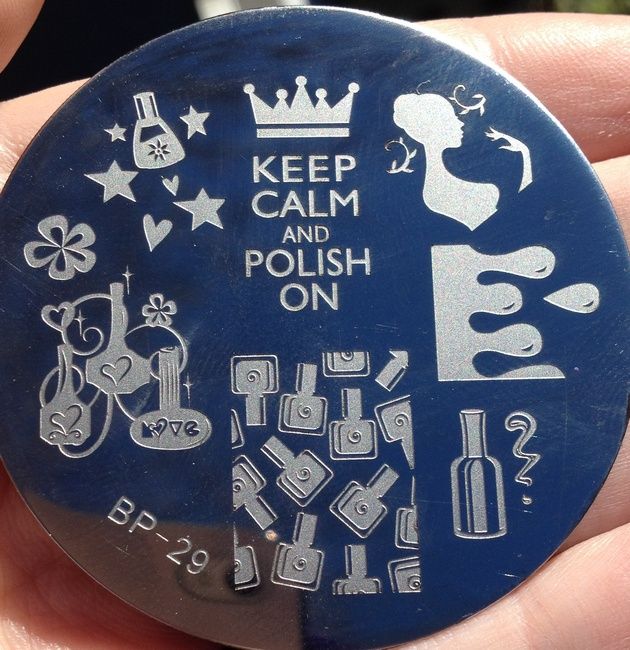 KEEP
CALM
AND
POLISH
ON
LOVE
BP-29